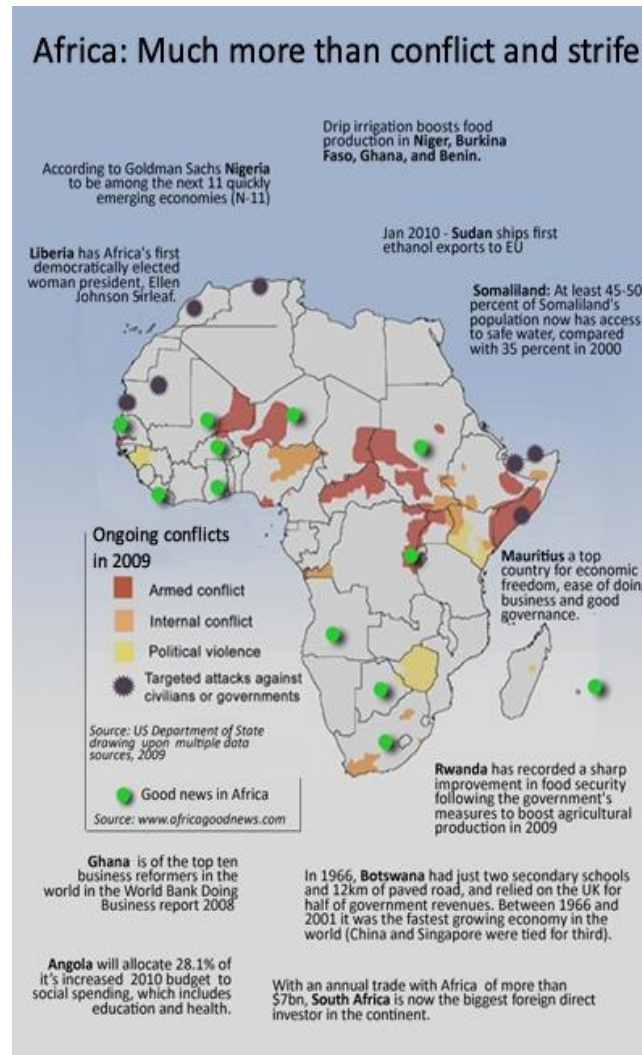 Africa: Much more than conflict and strife
Drip irrigation boosts food
production in Niger, Burkina
Faso, Ghana, and Benin.
According to Goldman Sachs Nigeria
to be among the next 11 quickly
emerging economies (N-11)
Jan 2010 - Sudan ships first
ethanol exports to EU
Liberia has Africa's first
democratically elected
woman president, Ellen
Johnson Sirleaf.
Somaliland: At least 45-50
percent of Somaliland's
population now has access
to safe water, compared
with 35 percent in 2000
Ongoing conflicts
in 2009
Armed conflict
Internal conflict
Political violence
Targeted attacks against
civilians or governments
Source: US Department of State
drawing upon multiple data
sources, 2009
Good news in Africa
Source: www.africagoodnews.com
Mauritius a top
country for economic
freedom, ease of doin
business and good
governance.
Rwanda has recorded a sharp
improvement in food security
following the government's
measures to boost agricultural
production in 2009
Ghana is of the top ten
business reformers in the
world in the World Bank Doing
Business report 2008
In 1966, Botswana had just two secondary schools
and 12km of paved road, and relied on the UK for
half of government revenues. Between 1966 and
2001 it was the fastest growing economy in the
world (China and Singapore were tied for third).
Angola will allocate 28.1% of
it's increased 2010 budget to
social spending, which includes
education and health.
With an annual trade with Africa of more than
$7bn, South Africa is now the biggest foreign direct
investor in the continent.